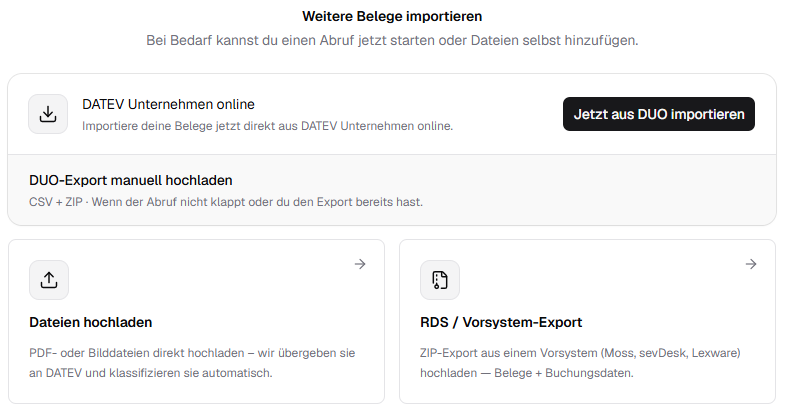 Weitere Belege importieren
Bei Bedarf kannst du einen Abruf jetzt starten oder Dateien selbst hinzufügen.
DATEV Unternehmen online
Importiere deine Belege jetzt direkt aus DATEV Unternehmen online.
Jetzt aus DUO importieren
DUO-Export manuell hochladen
CSV + ZIP · Wenn der Abruf nicht klappt oder du den Export bereits hast.
Dateien hochladen
PDF- oder Bilddateien direkt hochladen – wir übergeben sie
an DATEV und klassifizieren sie automatisch.
RDS / Vorsystem-Export
ZIP-Export aus einem Vorsystem (Moss, sevDesk, Lexware)
hochladen — Belege + Buchungsdaten.